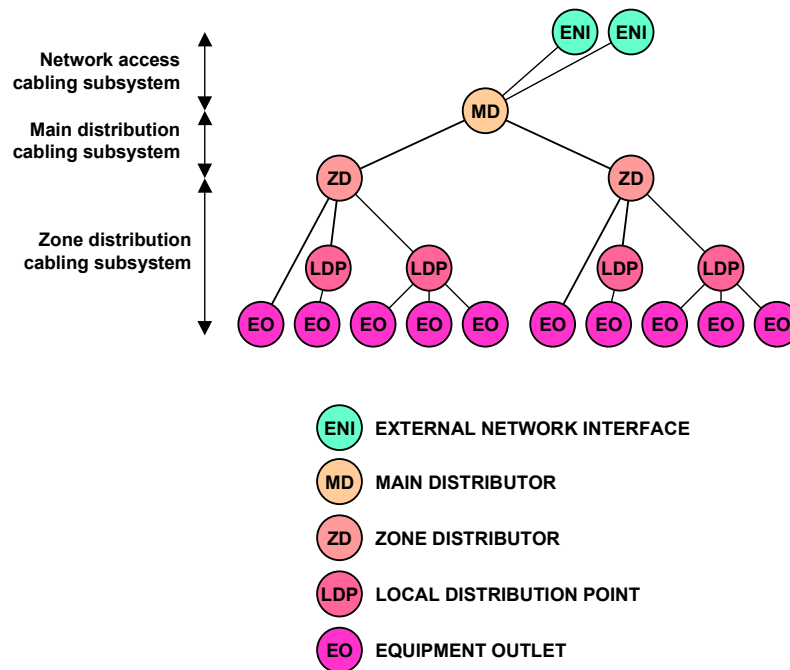 ENI ENI
Network access
cabling subsystem
MD
Main distribution
cabling subsystem
ZD ZD
Zone distribution
cabling subsystem
LDP LDP LDP LDP
EO EO EO EO EO EO EO EO EO EO
ENI EXTERNAL NETWORK INTERFACE
MD MAIN DISTRIBUTOR
ZD ZONE DISTRIBUTOR
LDP LOCAL DISTRIBUTION POINT
EO EQUIPMENT OUTLET